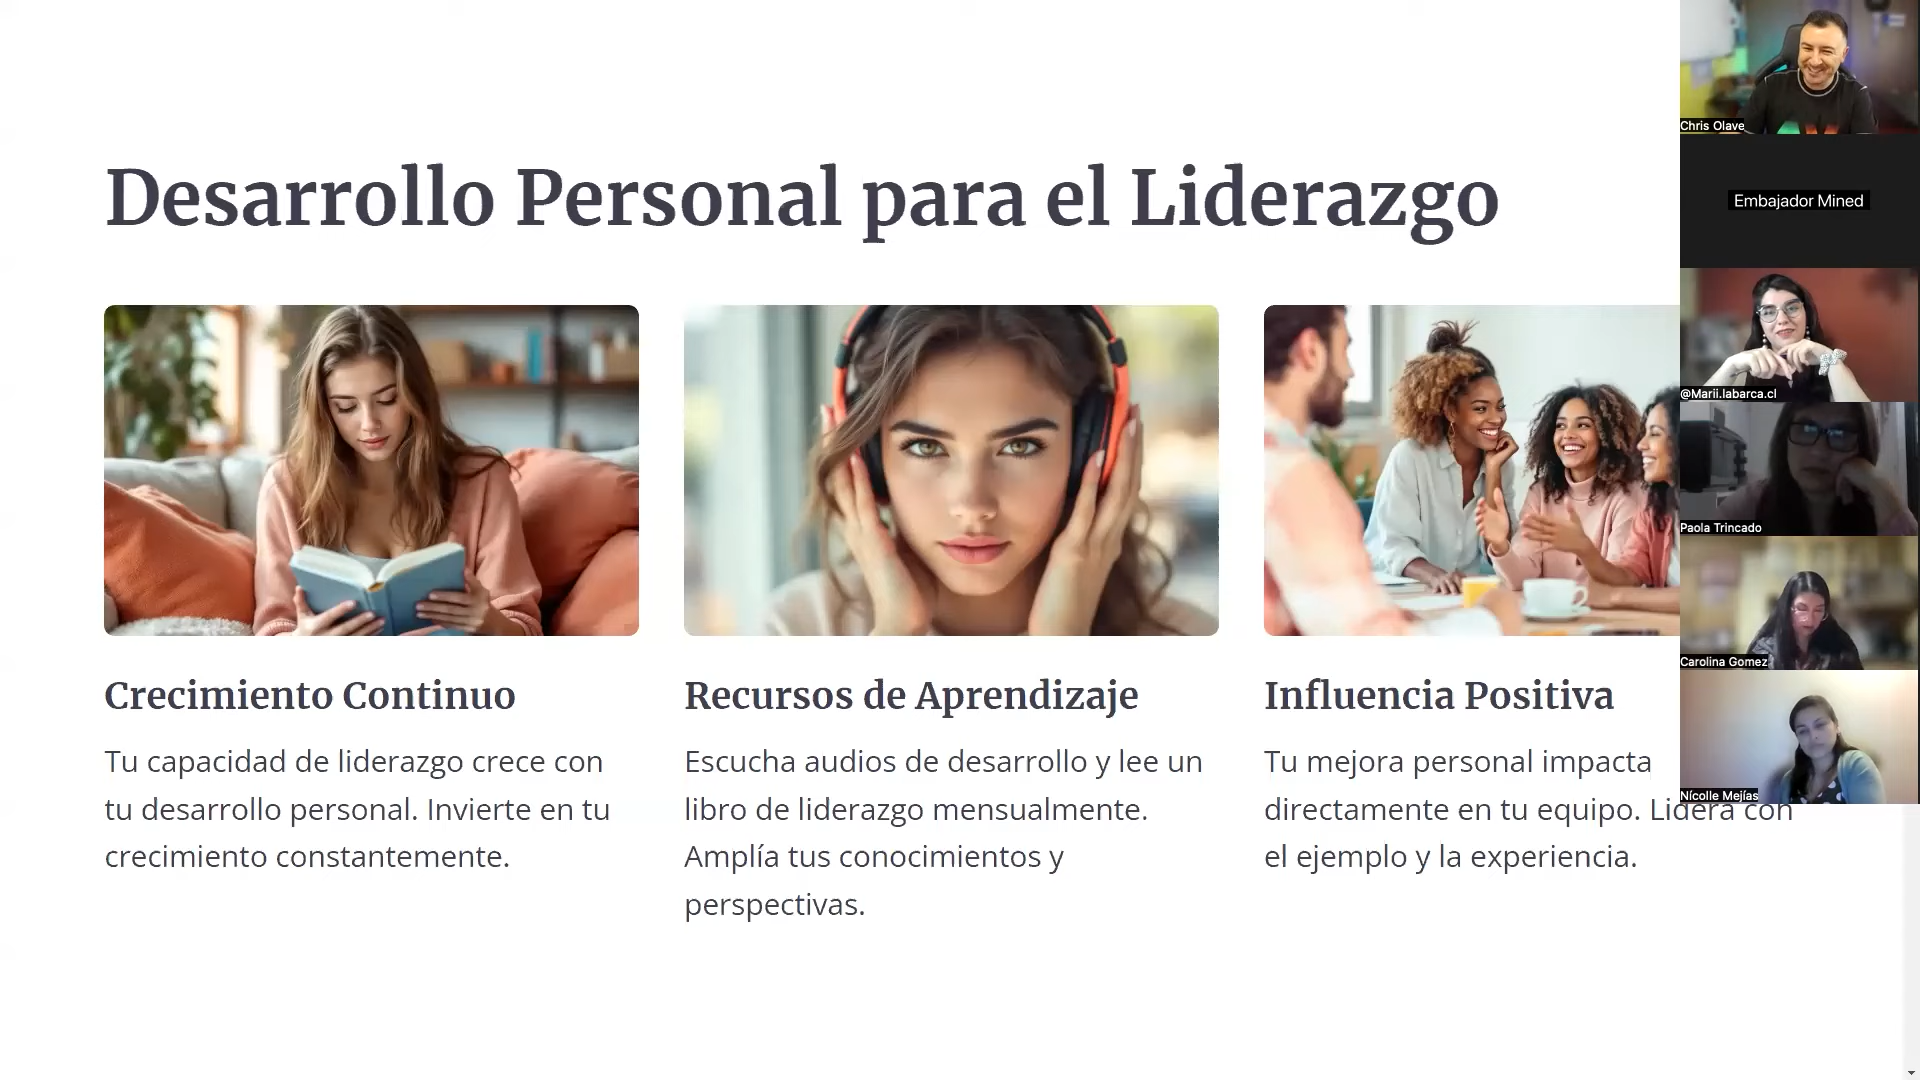 Desarrollo Personal para el Liderazgo
Crecimiento Continuo
Tu capacidad de liderazgo crece con
tu desarrollo personal. Invierte en tu
crecimiento constantemente.
Recursos de Aprendizaje
Escucha audios de desarrollo y lee un
libro de liderazgo mensualmente.
Amplía tus conocimientos y
perspectivas.
Influencia Positiva
Tu mejora personal impacta
directamente en tu equipo. Lidera con
el ejemplo y la experiencia.
Chris Olave
Embajador Mined
@Marii.labarca.cl
Paola Trincado
Carolina Gomez
Nícolle Mejías